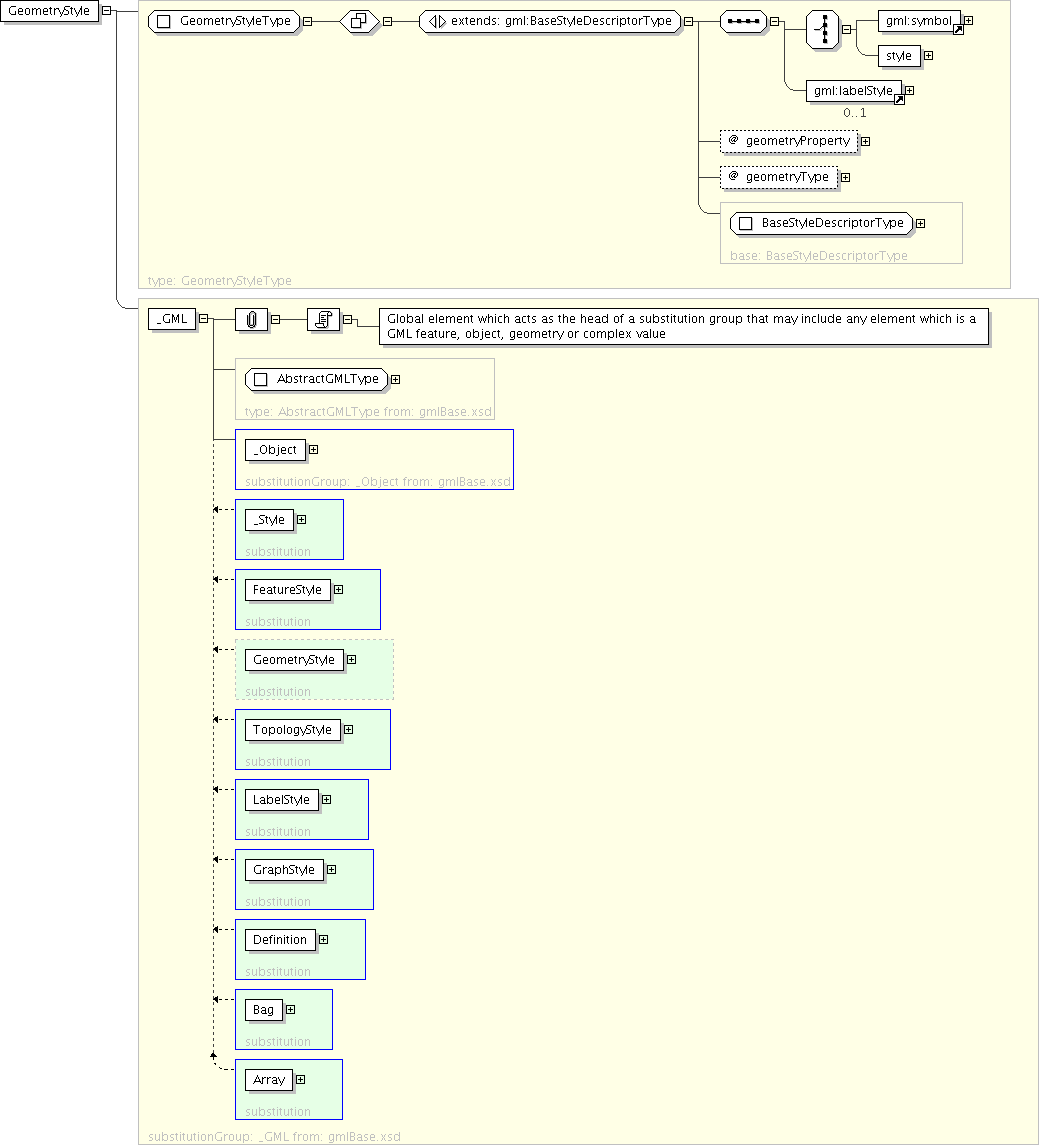 GeometryStyle
GeometryStyleType
extends: gml:BaseStyleDescriptorType
gml:symbol
style
gml:labelStyle
0..1
@ geometryProperty
@ geometryType
BaseStyleDescriptorType
base: BaseStyleDescriptorType
type: GeometryStyleType
_GML
Global element which acts as the head of a substitution group that may include any element which is a
GML feature, object, geometry or complex value
AbstractGMLType
type: AbstractGMLType from: gmlBase.xsd
_Object
substitutionGroup: _Object from: gmlBase.xsd
_Style
substitution
FeatureStyle
substitution
GeometryStyle
substitution
TopologyStyle
substitution
LabelStyle
substitution
GraphStyle
substitution
Definition
substitution
Bag
substitution
Array
substitution
substitutionGroup: _GML from: gmlBase.xsd